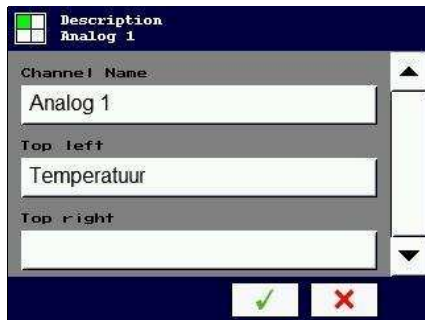 Description
Analog 1
Channel Name
Analog 1
Top left
Temperatuur
Top right